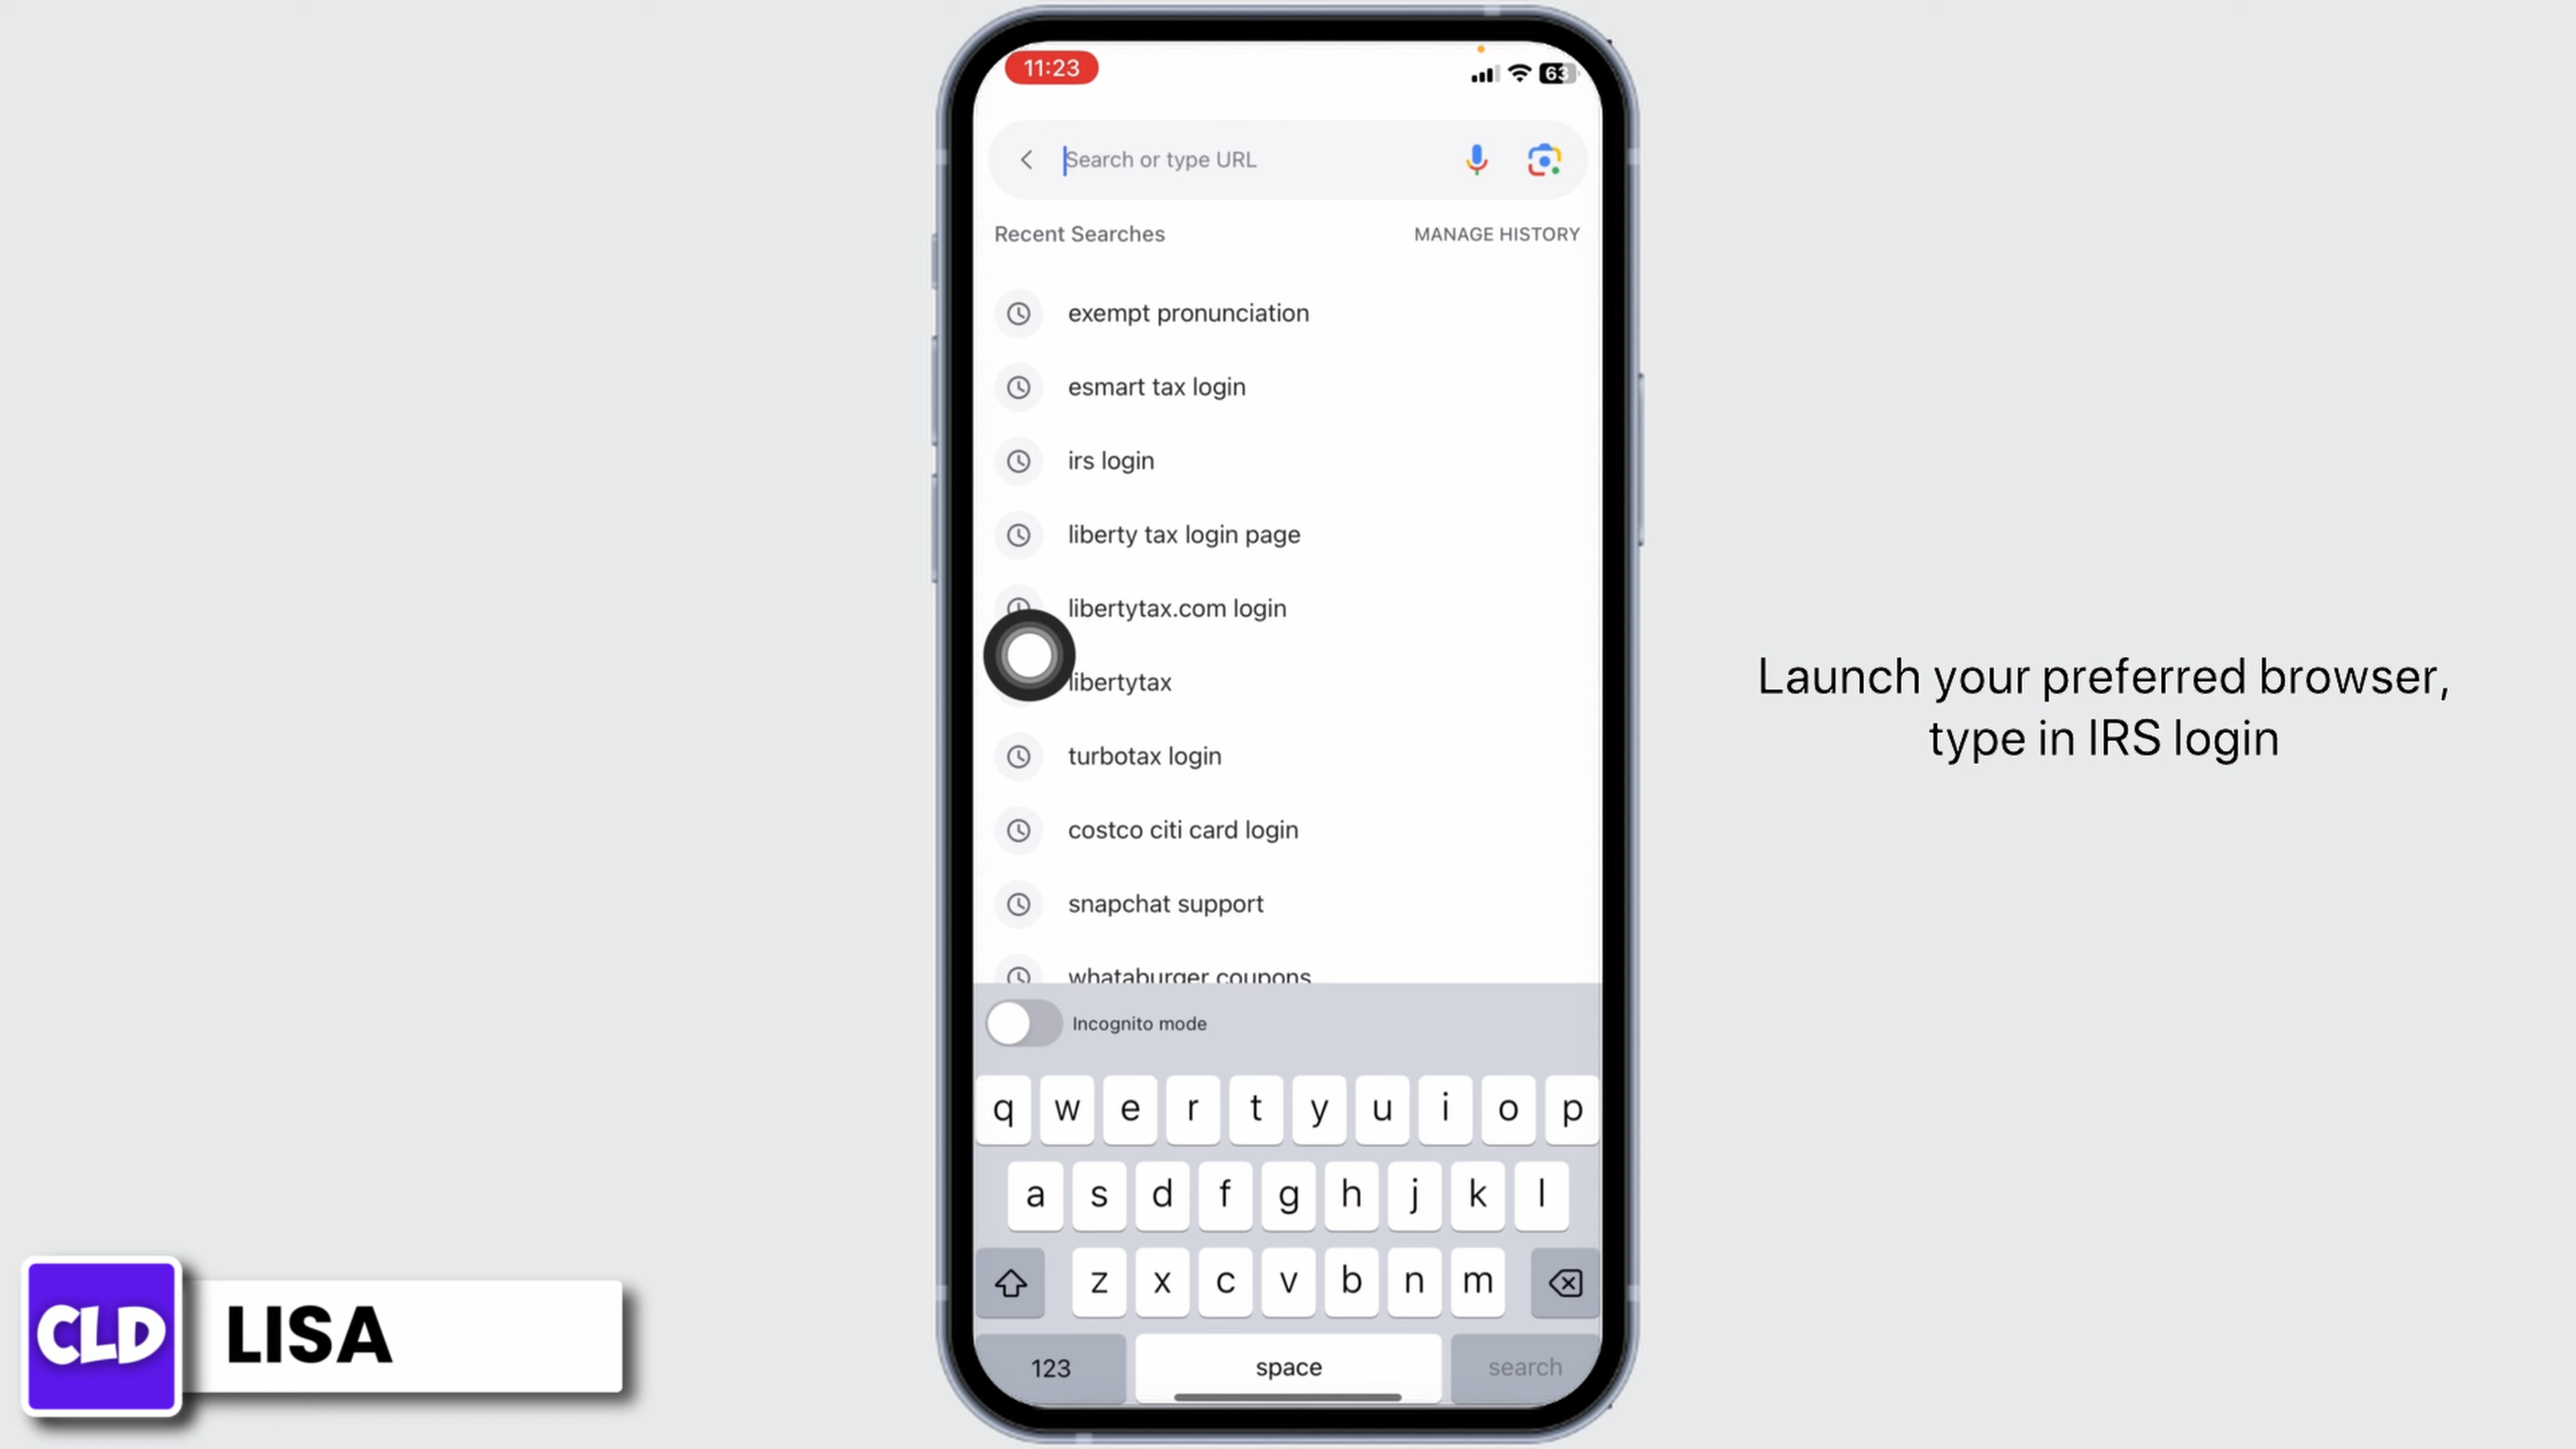 11:23
63
Search or type URL
Recent Searches
MANAGE HISTORY
exempt pronunciation
esmart tax login
irs login
liberty tax login page
libertytax.com login
libertytax
turbotax login
costco citi card login
snapchat support
whataburger coupons
Incognito mode
q w e r t y u i o p
a s d f g h j k l
z x c v b n m
123 space search
Launch your preferred browser,
type in IRS login
CLD
LISA